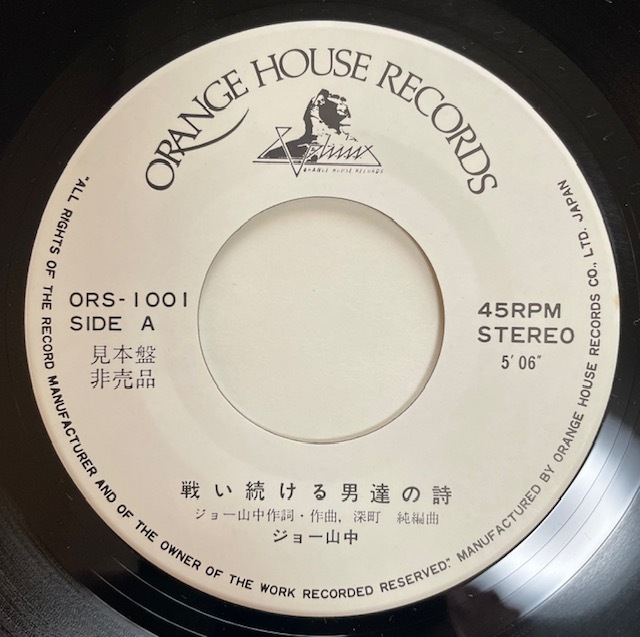 ORANGE HOUSE RECORDS
ORANGE HOUSE RECORDS
ORS-1001
SIDE A
見本盤
非売品
45RPM
STEREO
5'06"
戦い続ける男達の詩
ジョー山中作詞・作曲, 深町 純編曲
ジョー山中
"ALL RIGHTS OF THE RECORD MANUFACTURER AND OF THE OWNER OF THE WORK RECORDED RESERVED". MANUFACTURED BY ORANGE HOUSE RECORDS CO., LTD. JAPAN